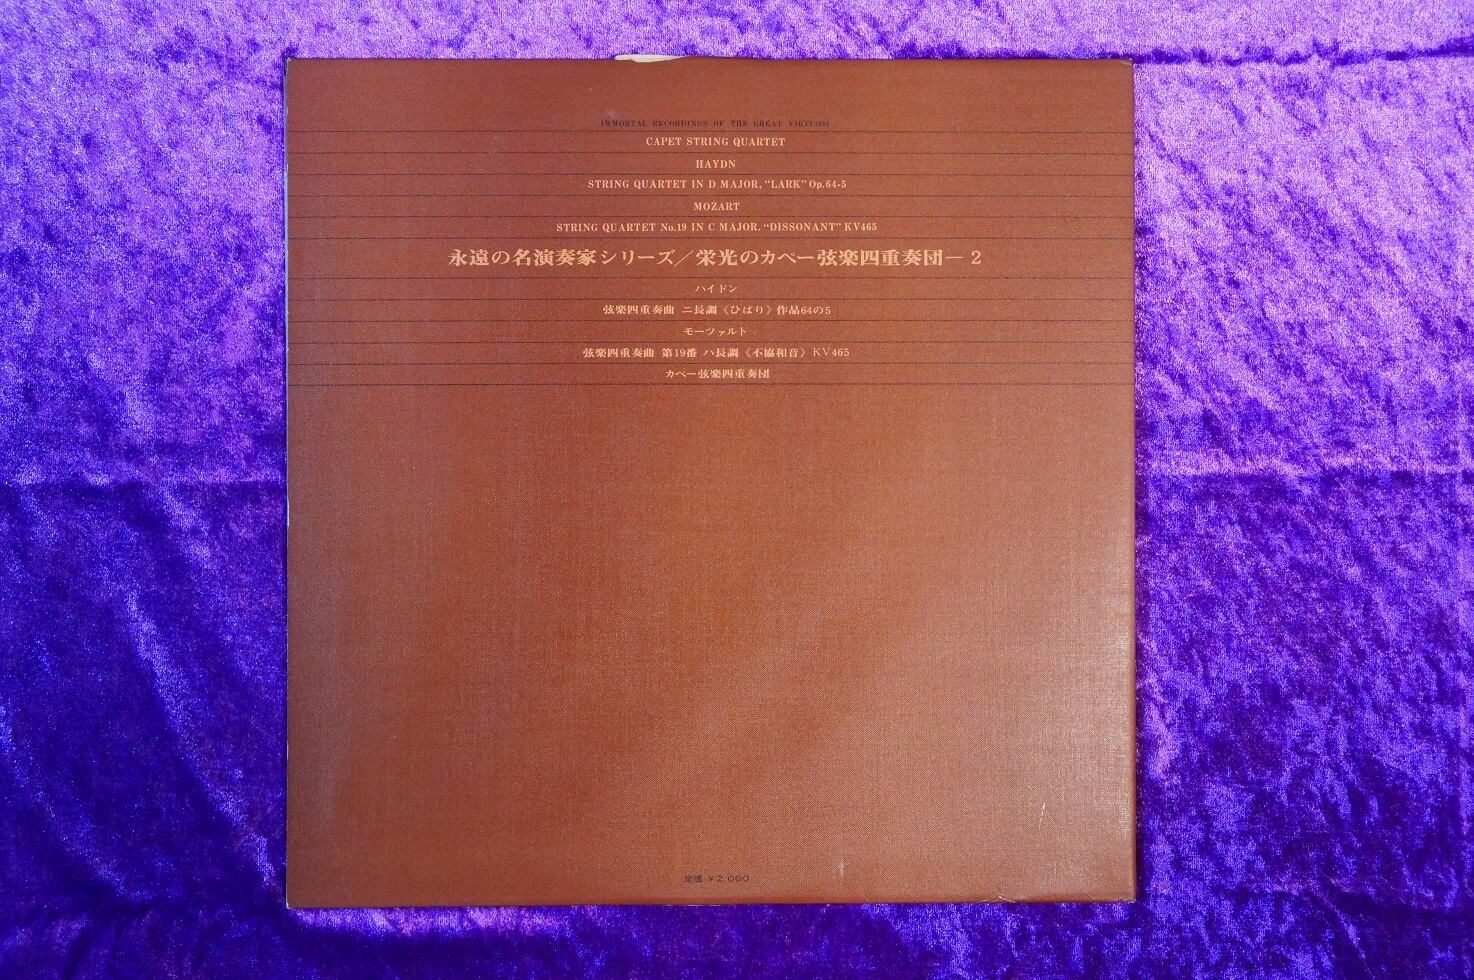 IMMORTAL RECORDINGS OF THE GREAT VIRTUOSI
CAPET STRING QUARTET
HAYDN
STRING QUARTET IN D MAJOR, “LARK” Op.64-5
MOZART
STRING QUARTET No.19 IN C MAJOR, “DISSONANT” KV465
永遠の名演奏家シリーズ／栄光のカペー弦楽四重奏団― 2
ハイドン
弦楽四重奏曲 ニ長調《ひばり》作品64の5
モーツァルト
弦楽四重奏曲 第19番 ハ長調《不協和音》KV465
カペー弦楽四重奏団
定価 ￥2,000